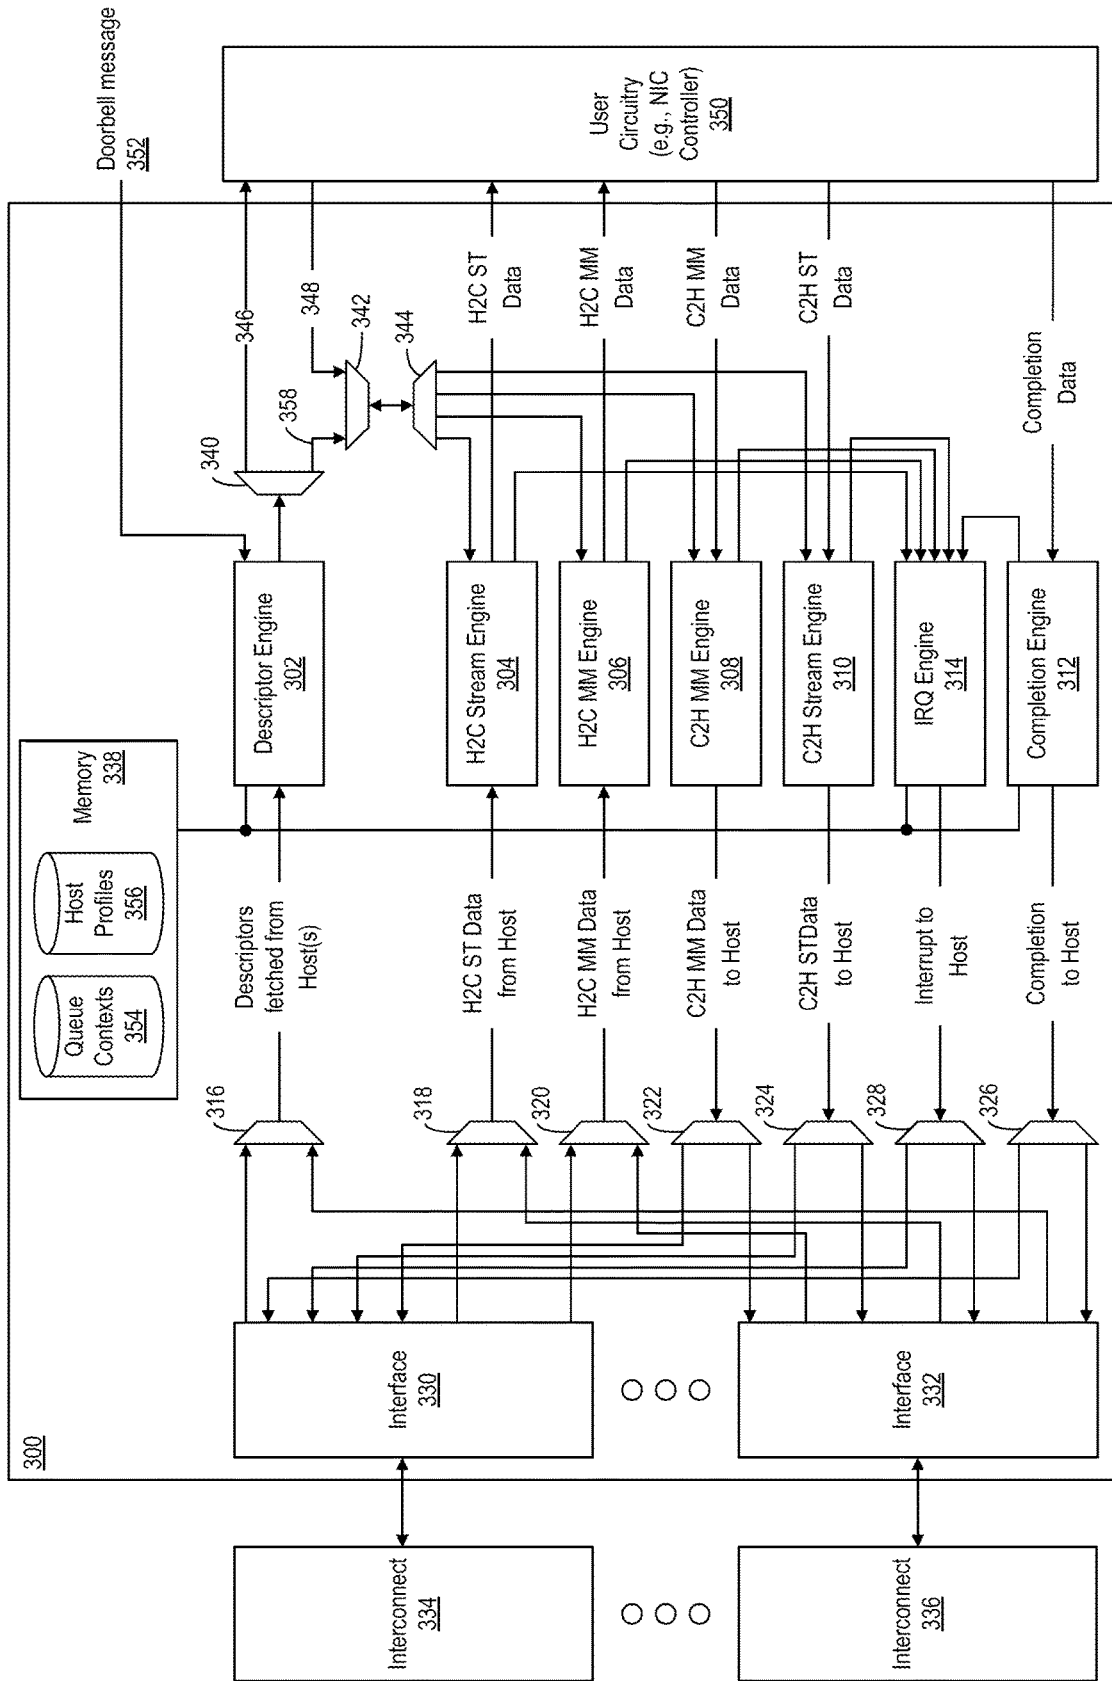 Interconnect
336
Interconnect
334
300
Interface
332
Interface
330
326
328
324
322
320
318
316
Completion
to Host
Interrupt to
Host
C2H STData
to Host
C2H MM Data
to Host
H2C MM Data
from Host
H2C ST Data
from Host
Descriptors
fetched from
Host(s)
Queue
Contexts
354
Host
Profiles
356
Memory
338
Completion Engine
312
IRQ Engine
314
C2H Stream Engine
310
C2H MM Engine
308
H2C MM Engine
306
H2C Stream Engine
304
Descriptor Engine
302
340
358
342
344
346
348
Completion
Data
C2H ST
Data
C2H MM
Data
H2C MM
Data
H2C ST
Data
Doorbell message
352
User
Circuitry
(e.g., NIC
Controller)
350